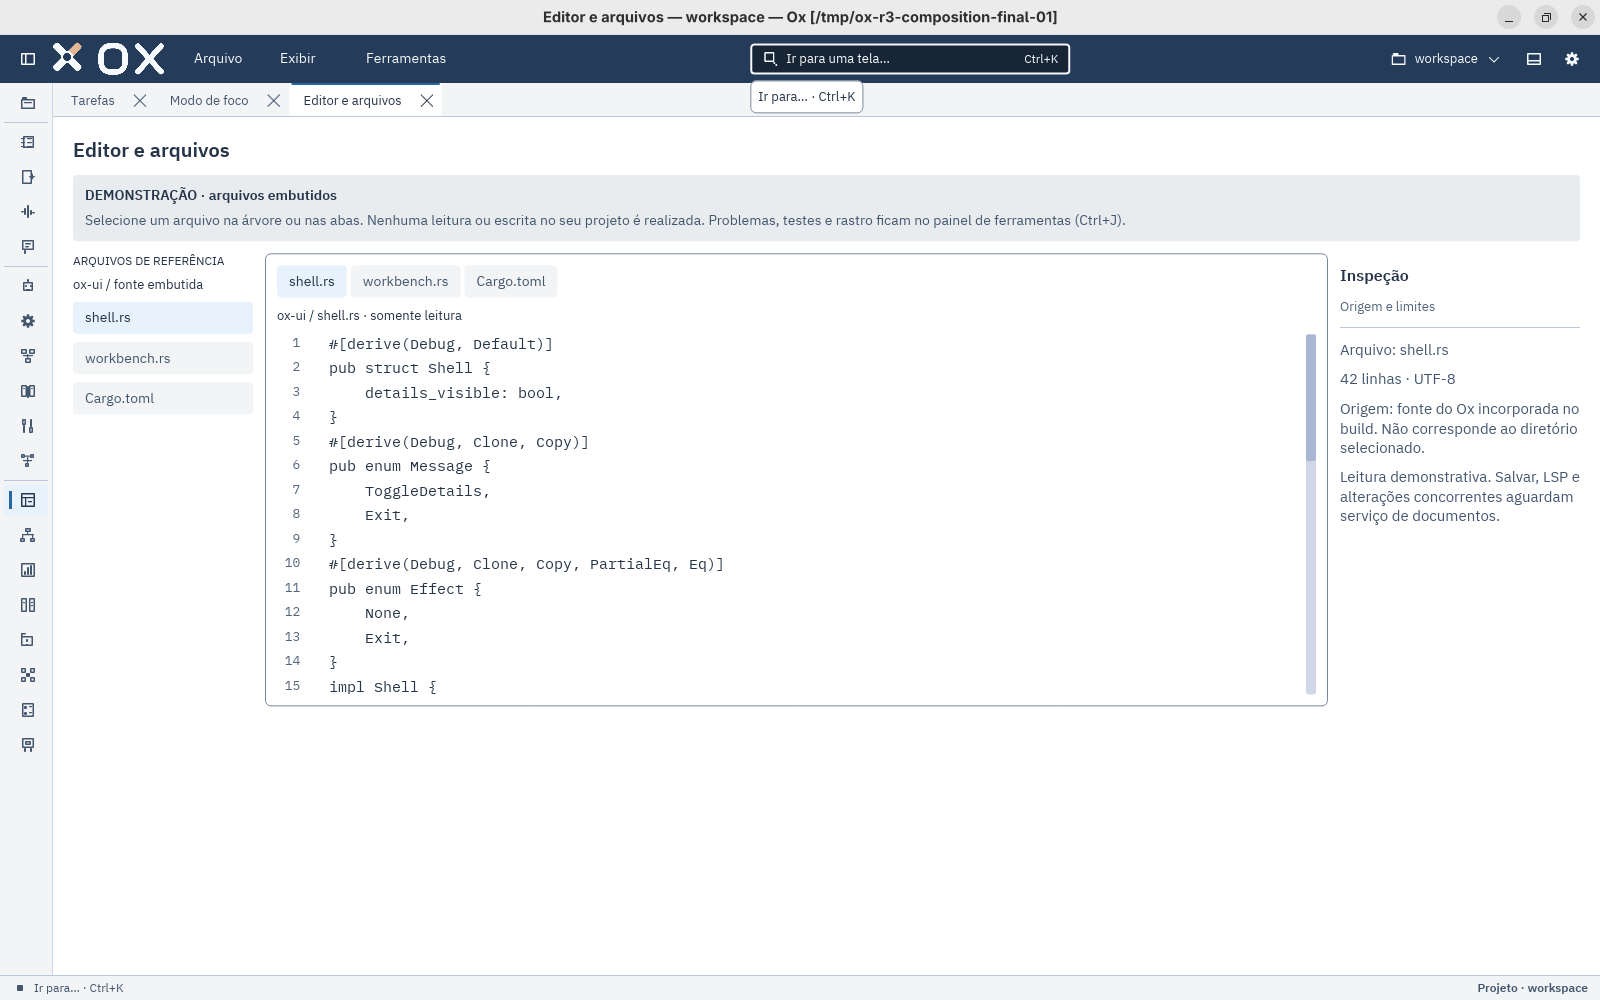 Editor e arquivos — workspace — Ox [/tmp/ox-r3-composition-final-01]
OX Arquivo Exibir Ferramentas Ir para uma tela... Ctrl+K workspace
Tarefas Modo de foco Editor e arquivos Ir para... · Ctrl+K
Editor e arquivos
DEMONSTRAÇÃO · arquivos embutidos
Selecione um arquivo na árvore ou nas abas. Nenhuma leitura ou escrita no seu projeto é realizada. Problemas, testes e rastro ficam no painel de ferramentas (Ctrl+J).
ARQUIVOS DE REFERÊNCIA
ox-ui / fonte embutida
shell.rs
workbench.rs
Cargo.toml
shell.rs workbench.rs Cargo.toml
ox-ui / shell.rs · somente leitura
1 #[derive(Debug, Default)]
2 pub struct Shell {
3     details_visible: bool,
4 }
5 #[derive(Debug, Clone, Copy)]
6 pub enum Message {
7     ToggleDetails,
8     Exit,
9 }
10 #[derive(Debug, Clone, Copy, PartialEq, Eq)]
11 pub enum Effect {
12     None,
13     Exit,
14 }
15 impl Shell {
Inspeção
Origem e limites
Arquivo: shell.rs
42 linhas · UTF-8
Origem: fonte do Ox incorporada no
build. Não corresponde ao diretório
selecionado.
Leitura demonstrativa. Salvar, LSP e
alterações concorrentes aguardam
serviço de documentos.
Ir para... · Ctrl+K
Projeto · workspace